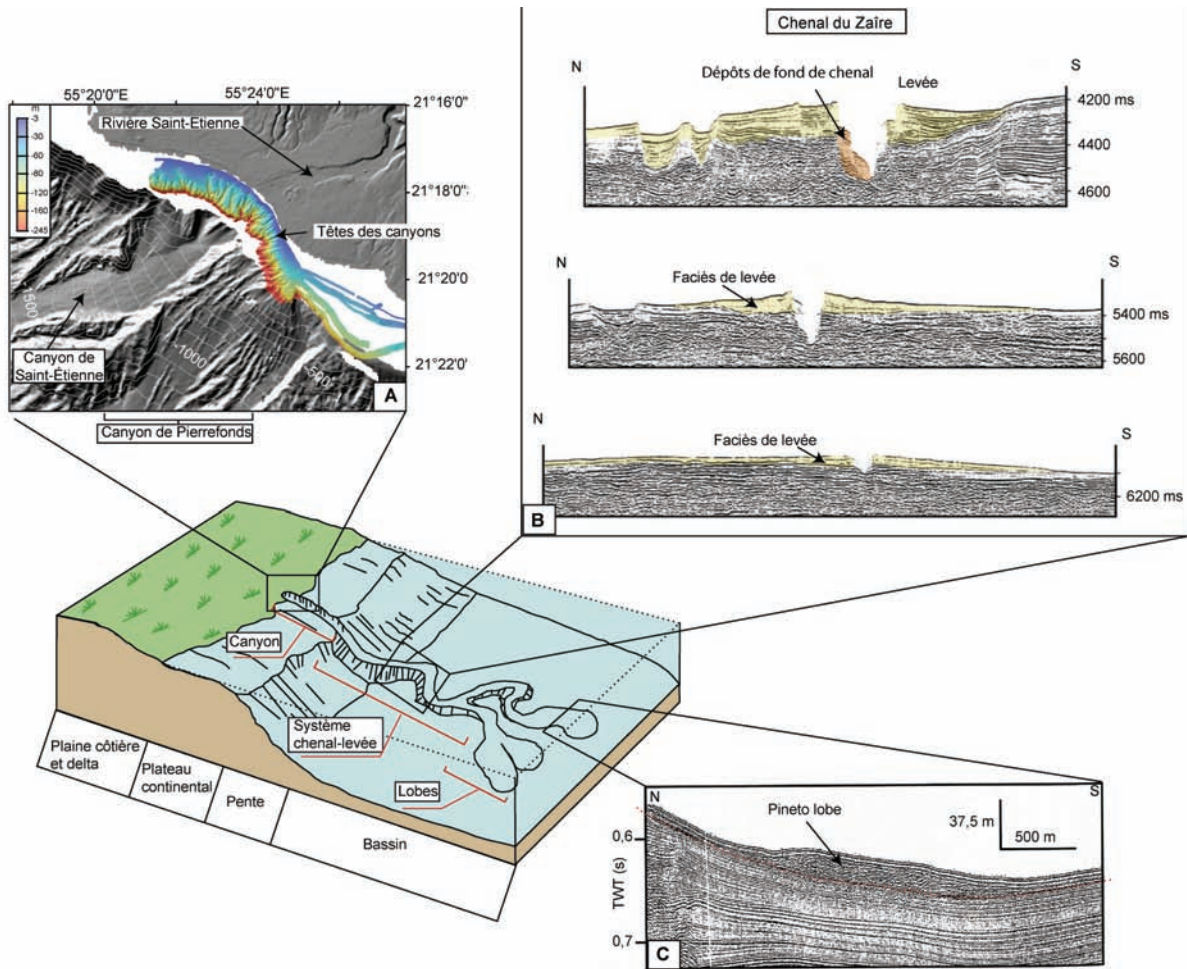 55°20'0"E
55°24'0"E
m
-3
-30
-60
-80
-120
-160
-245
21°16'0"
21°18'0"
21°20'0"
21°22'0"
Rivière Saint-Etienne
Têtes des canyons
-1500
-1000
-500
Canyon de
Saint-Étienne
A
Canyon de Pierrefonds
Chenal du Zaîre
N
S
Dépôts de fond de chenal
Levée
4200 ms
4400
4600
N
S
Faciès de levée
5400 ms
5600
N
S
Faciès de levée
6200 ms
B
Canyon
Système
chenal-levée
Lobes
Plaine côtière
et delta
Plateau
continental
Pente
Bassin
N
S
Pineto lobe
37,5 m
500 m
0,6
TWT (s)
0,7
C